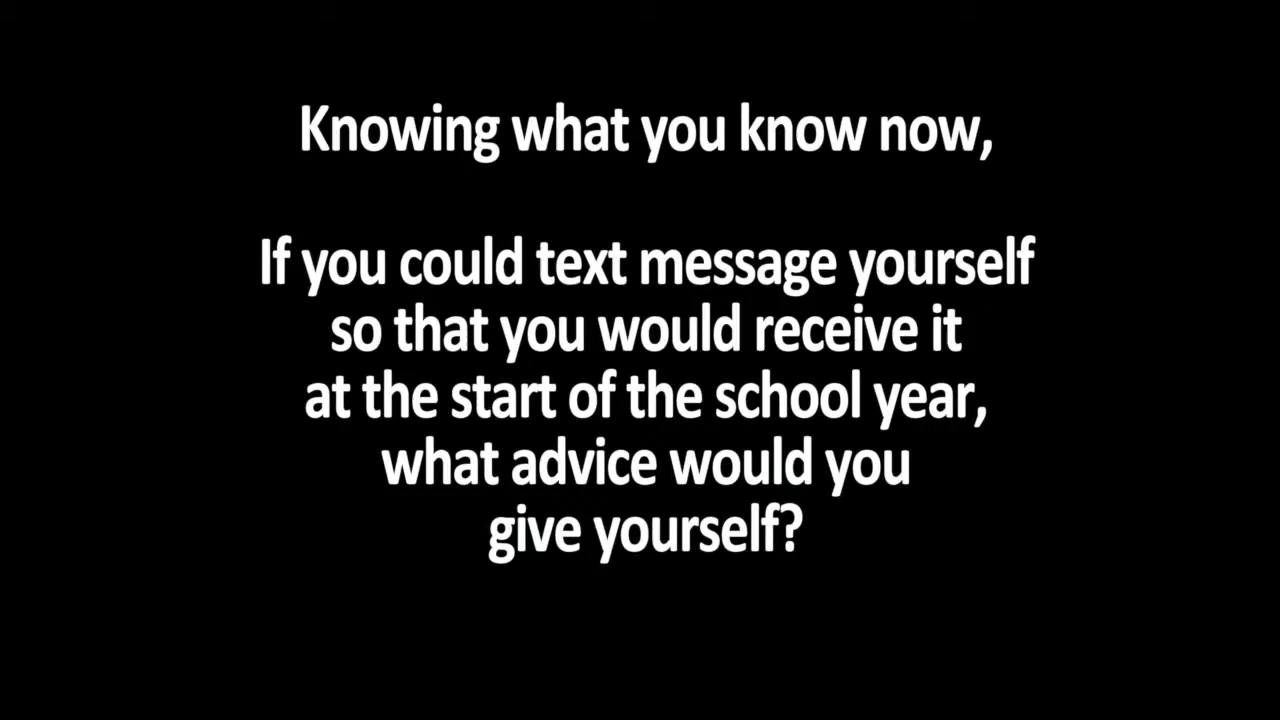 Knowing what you know now,
If you could text message yourself
so that you would receive it
at the start of the school year,
what advice would you
give yourself?